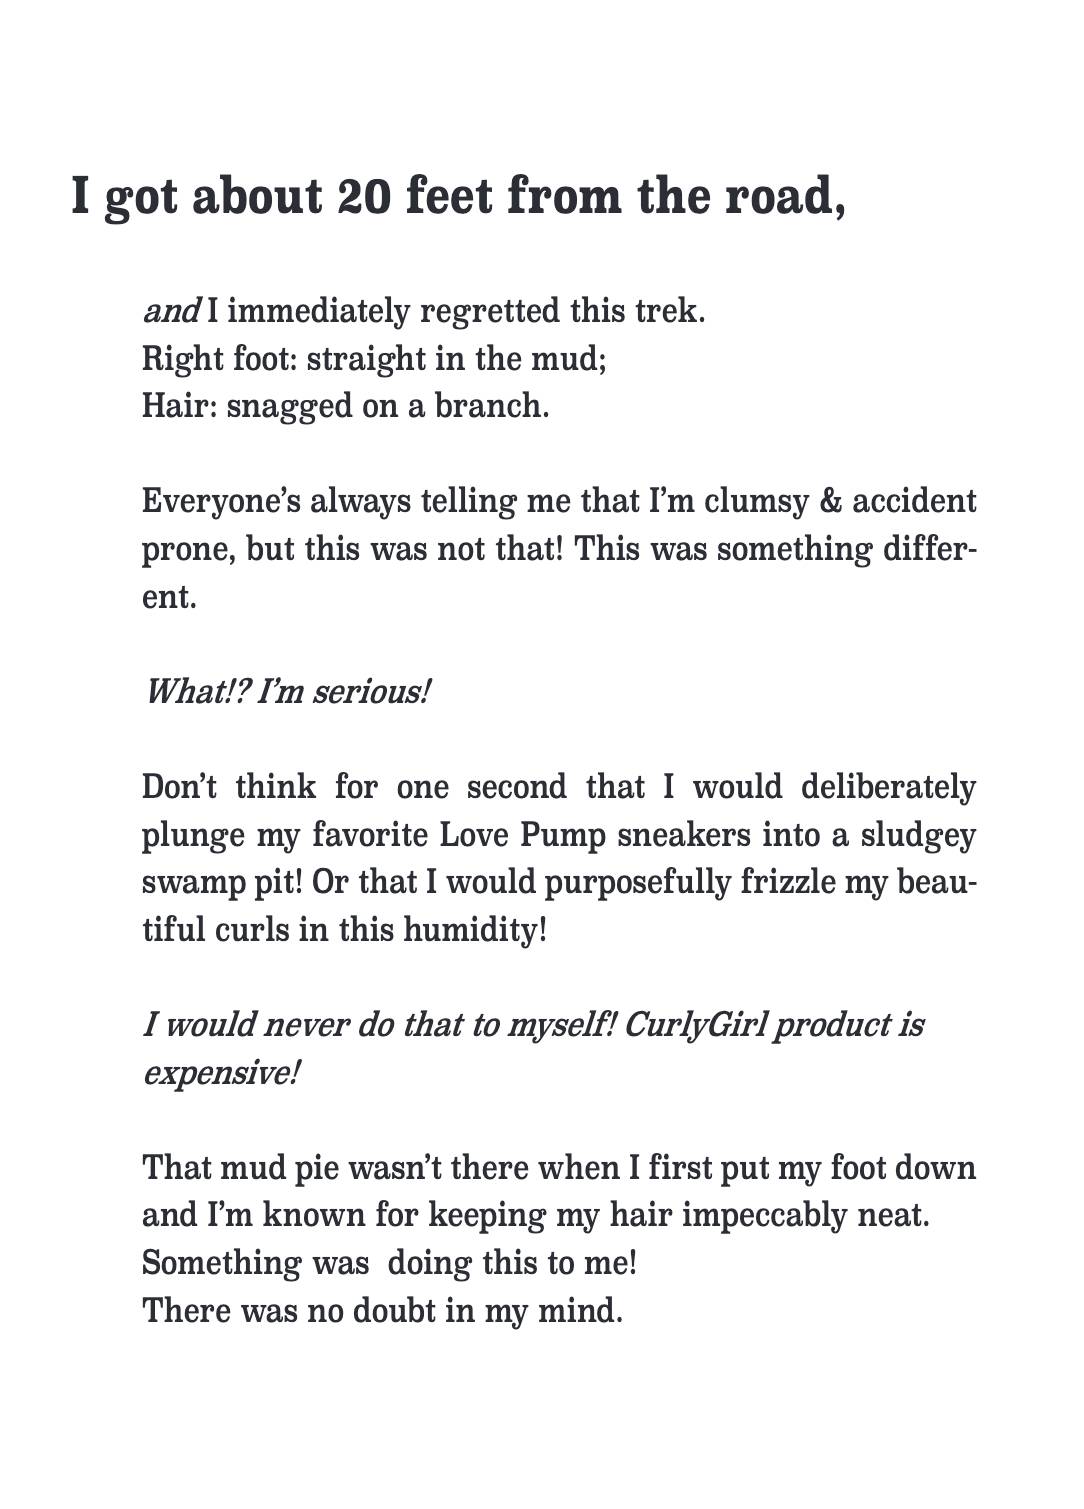 I got about 20 feet from the road,
and I immediately regretted this trek.
Right foot: straight in the mud;
Hair: snagged on a branch.
Everyone’s always telling me that I’m clumsy & accident
prone, but this was not that! This was something differ-
ent.
What!? I’m serious!
Don’t think for one second that I would deliberately
plunge my favorite Love Pump sneakers into a sludgey
swamp pit! Or that I would purposefully frizzle my beau-
tiful curls in this humidity!
I would never do that to myself! CurlyGirl product is
expensive!
That mud pie wasn’t there when I first put my foot down
and I’m known for keeping my hair impeccably neat.
Something was  doing this to me!
There was no doubt in my mind.